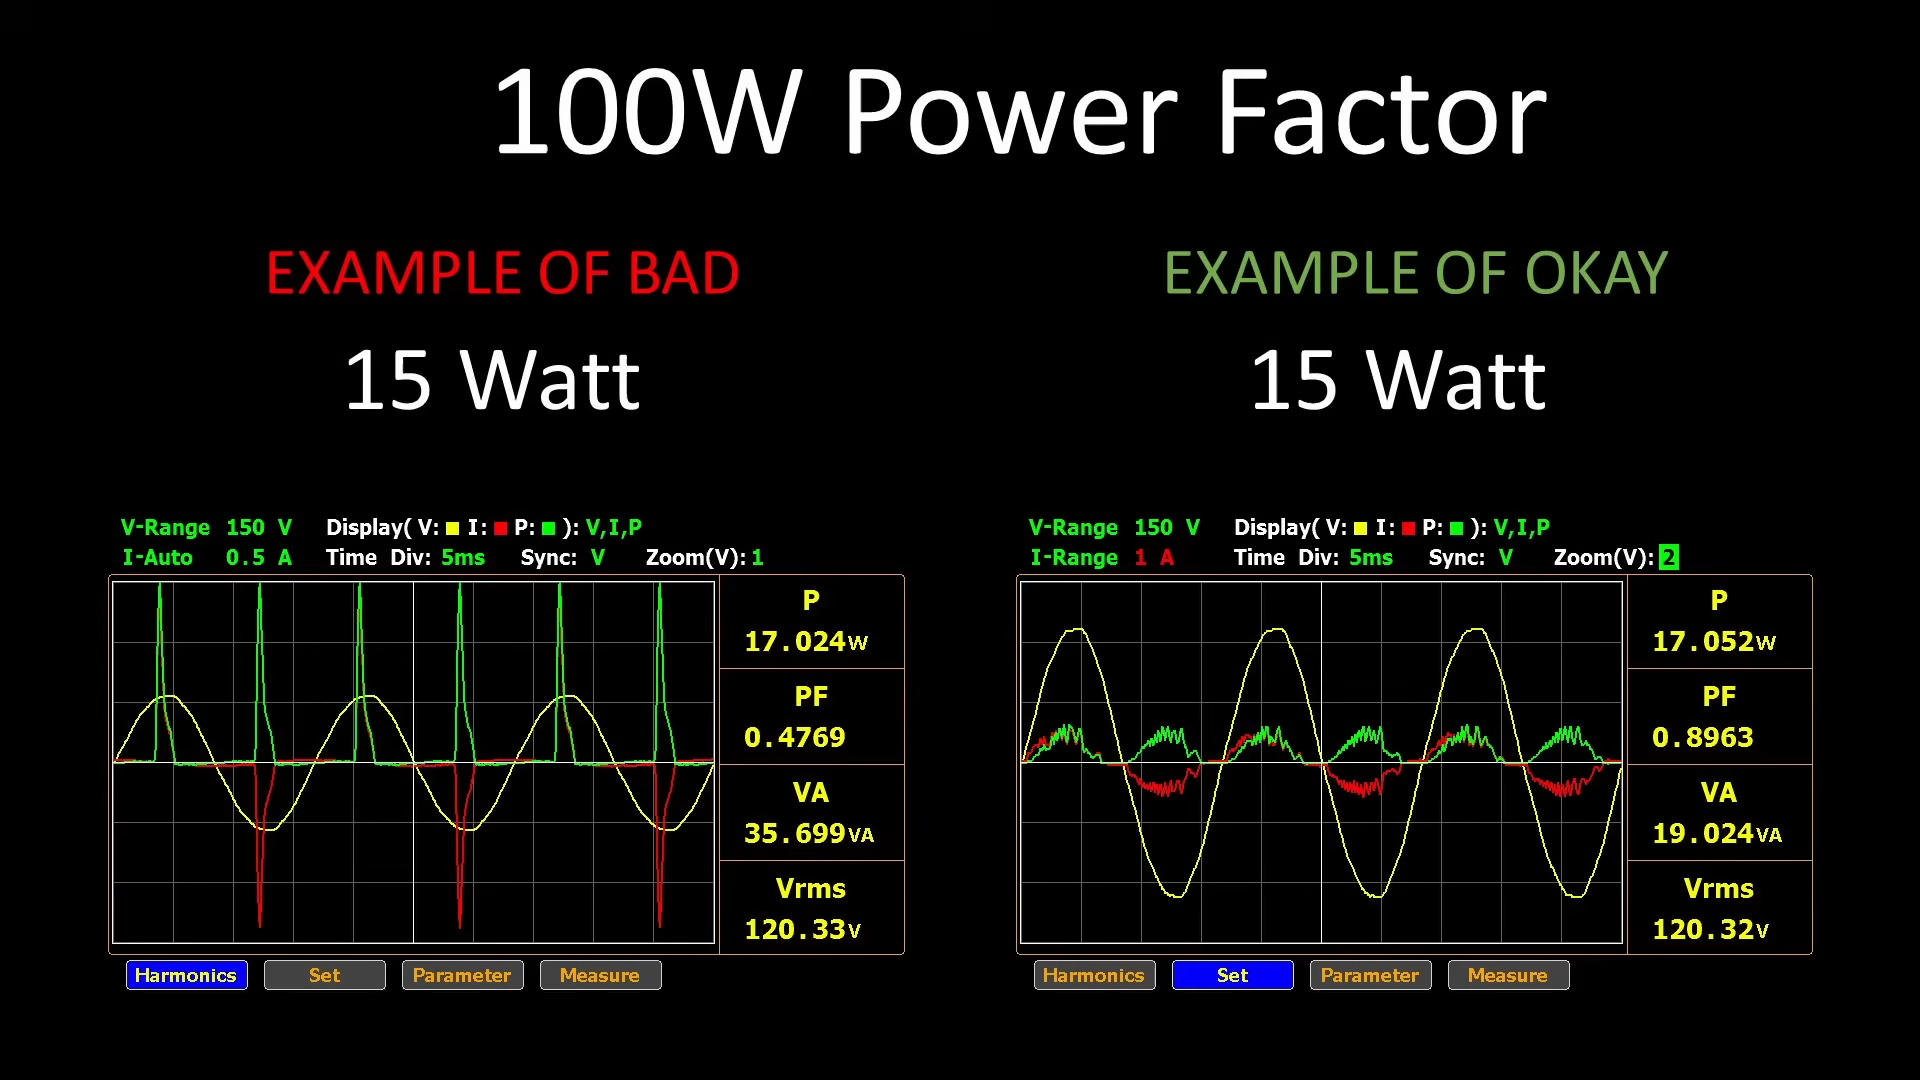 100W Power Factor
EXAMPLE OF BAD
15 Watt
V-Range 150 V Display( V: I: P: ): V,I,P
I-Auto 0.5 A Time Div: 5ms Sync: V Zoom(V): 1
P
17.024W
PF
0.4769
VA
35.699VA
Vrms
120.33V
Harmonics Set Parameter Measure
EXAMPLE OF OKAY
15 Watt
V-Range 150 V Display( V: I: P: ): V,I,P
I-Range 1 A Time Div: 5ms Sync: V Zoom(V): 2
P
17.052W
PF
0.8963
VA
19.024VA
Vrms
120.32V
Harmonics Set Parameter Measure